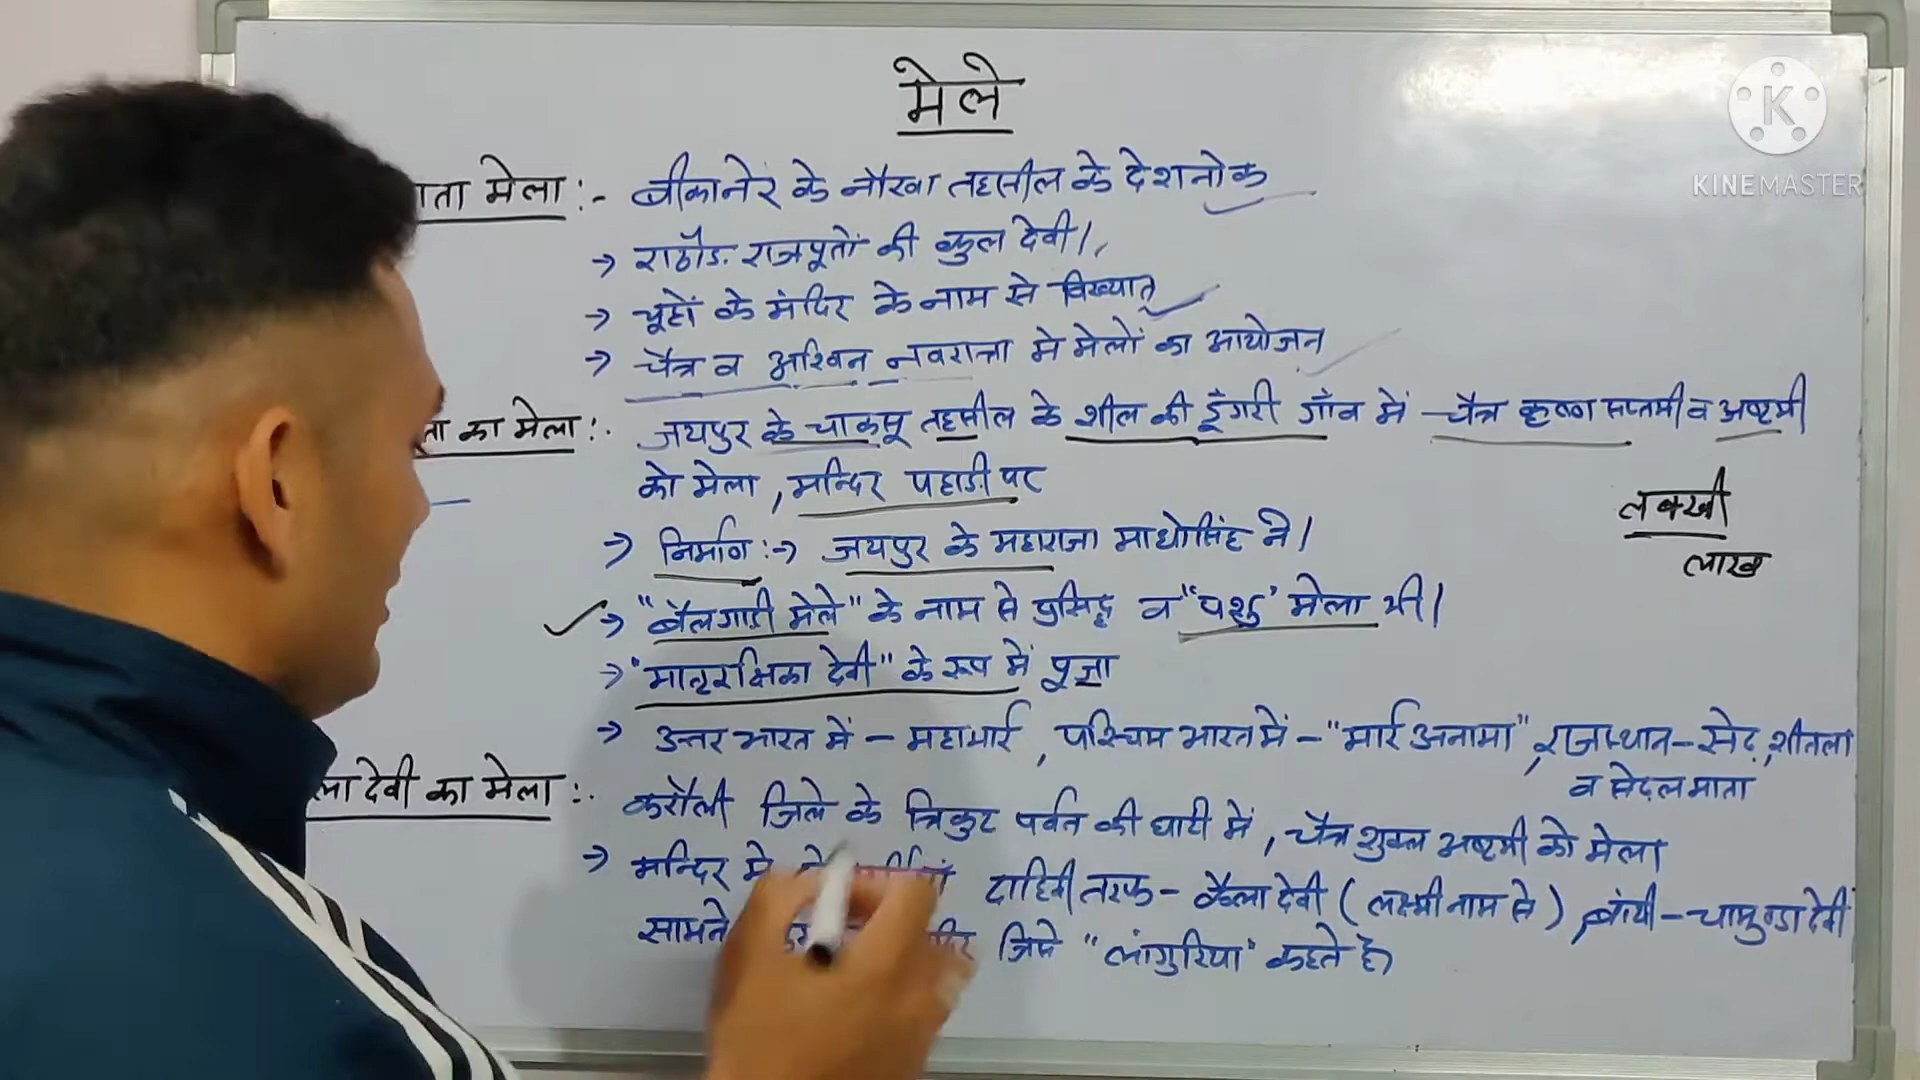 मेले
KINEMASTER
मेला :- बीकानेर के नौखा तहसील के देशनोक
→ राठौड़ राजपूतों की कुल देवी।
→ चूहों के मंदिर के नाम से विख्यात
→ चैत्र व अश्विन नवरात्रा मे मेलों का आयोजन
का मेला :- जयपुर के चाकसू तहसील के शील की डूंगरी गाँव में चैत्र कृष्ण सप्तमी व अष्टमी
को मेला, मन्दिर पहाडी पर
लक्खी
→ निर्माण :→ जयपुर के महाराजा माधोसिंह ने।
लाख
→ "बैलगाडी मेले" के नाम से प्रसिद्ध व "पशु' मेला भी।
→ "मातृरक्षिका देवी" के रूप में पूजा
→ उत्तर भारत में - महामाई, पश्चिम भारत में - "माई अनामा", राजस्थान - सेढ़, शीतला
व सेढ़ल माता
ला देवी का मेला :- करौली जिले के त्रिकुट पर्वत की घाटी में, चैत्र शुक्ल अष्टमी को मेला
→ मन्दिर मे दाहिनी तरफ - कैला देवी (लक्ष्मी नाम से), बांयी - चामुण्डा देवी
सामने जिसे "लांगुरिया" कहते है